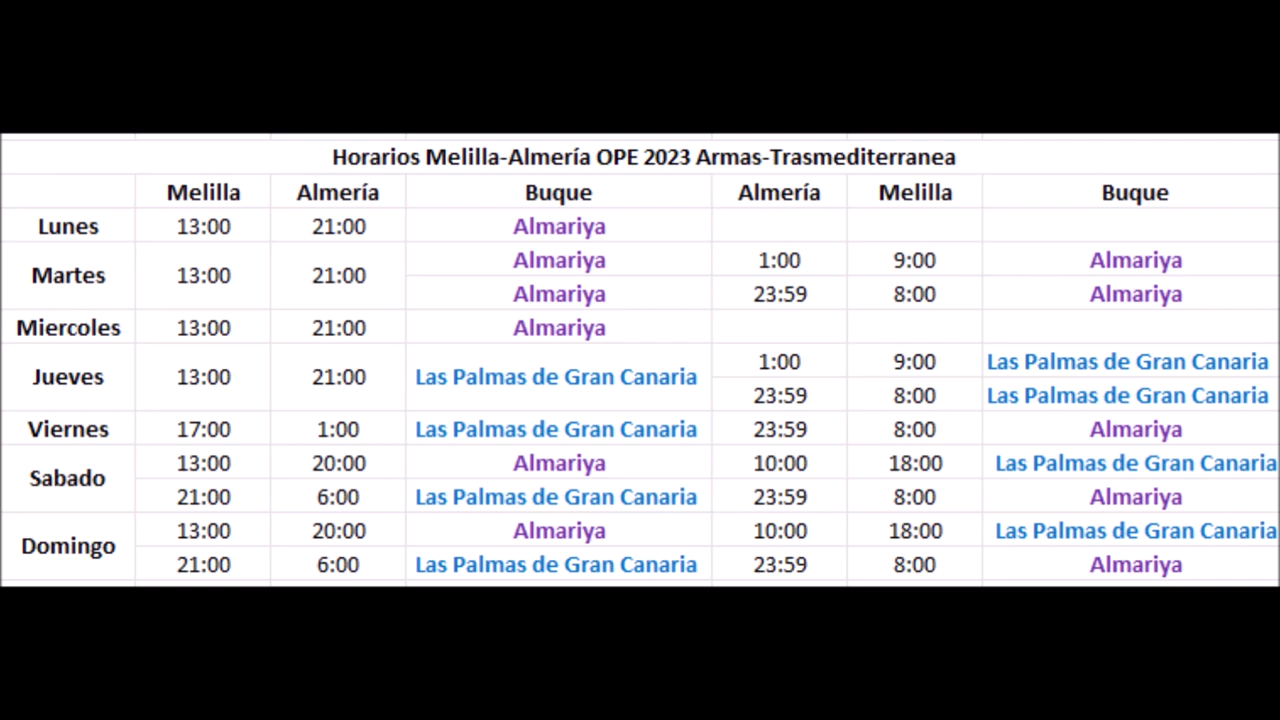 Horarios Melilla-Almería OPE 2023 Armas-Trasmediterranea
Melilla Almería Buque Almería Melilla Buque
Lunes 13:00 21:00 Almariya
Martes 13:00 21:00 Almariya 1:00 9:00 Almariya
Almariya 23:59 8:00 Almariya
Miercoles 13:00 21:00 Almariya
Jueves 13:00 21:00 Las Palmas de Gran Canaria 1:00 9:00 Las Palmas de Gran Canaria
23:59 8:00 Las Palmas de Gran Canaria
Viernes 17:00 1:00 Las Palmas de Gran Canaria 23:59 8:00 Almariya
Sabado 13:00 20:00 Almariya 10:00 18:00 Las Palmas de Gran Canaria
21:00 6:00 Las Palmas de Gran Canaria 23:59 8:00 Almariya
Domingo 13:00 20:00 Almariya 10:00 18:00 Las Palmas de Gran Canaria
21:00 6:00 Las Palmas de Gran Canaria 23:59 8:00 Almariya